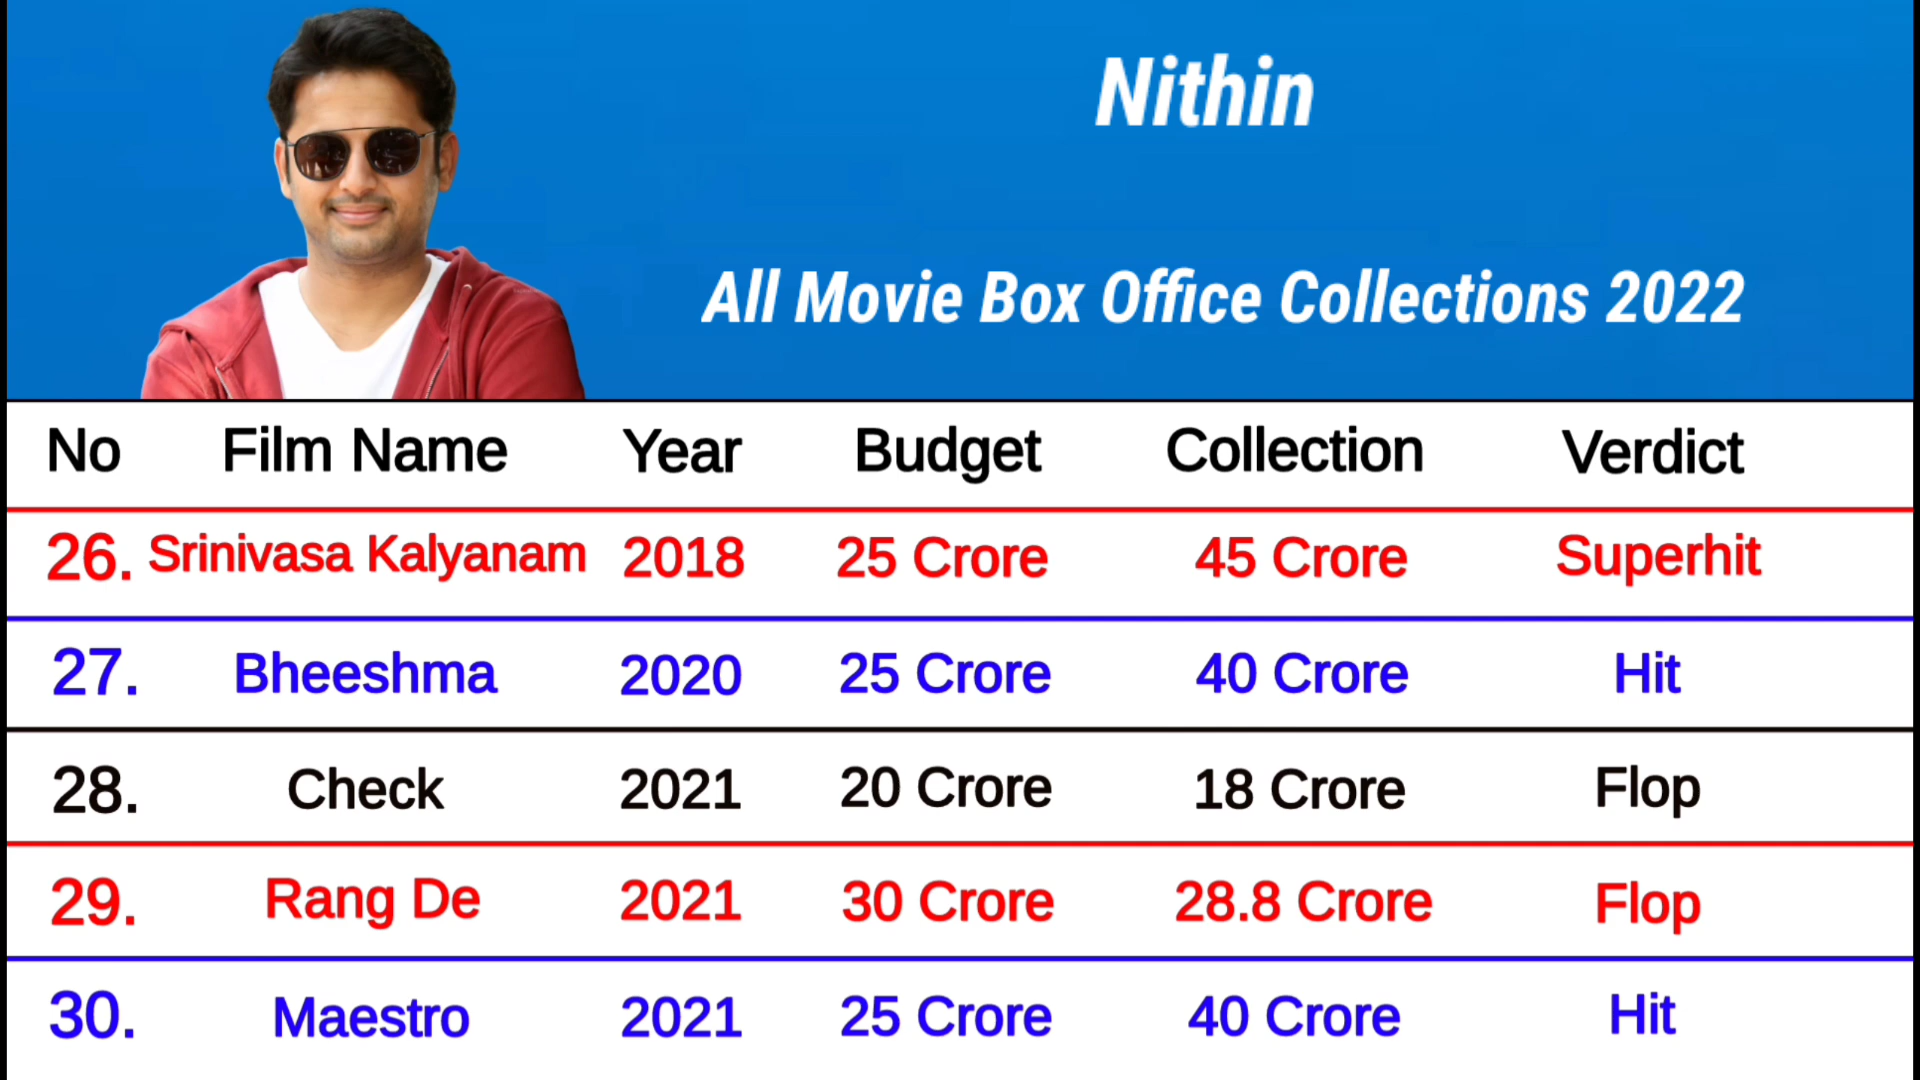 Nithin
All Movie Box Office Collections 2022
No Film Name Year Budget Collection Verdict
26. Srinivasa Kalyanam 2018 25 Crore 45 Crore Superhit
27. Bheeshma 2020 25 Crore 40 Crore Hit
28. Check 2021 20 Crore 18 Crore Flop
29. Rang De 2021 30 Crore 28.8 Crore Flop
30. Maestro 2021 25 Crore 40 Crore Hit